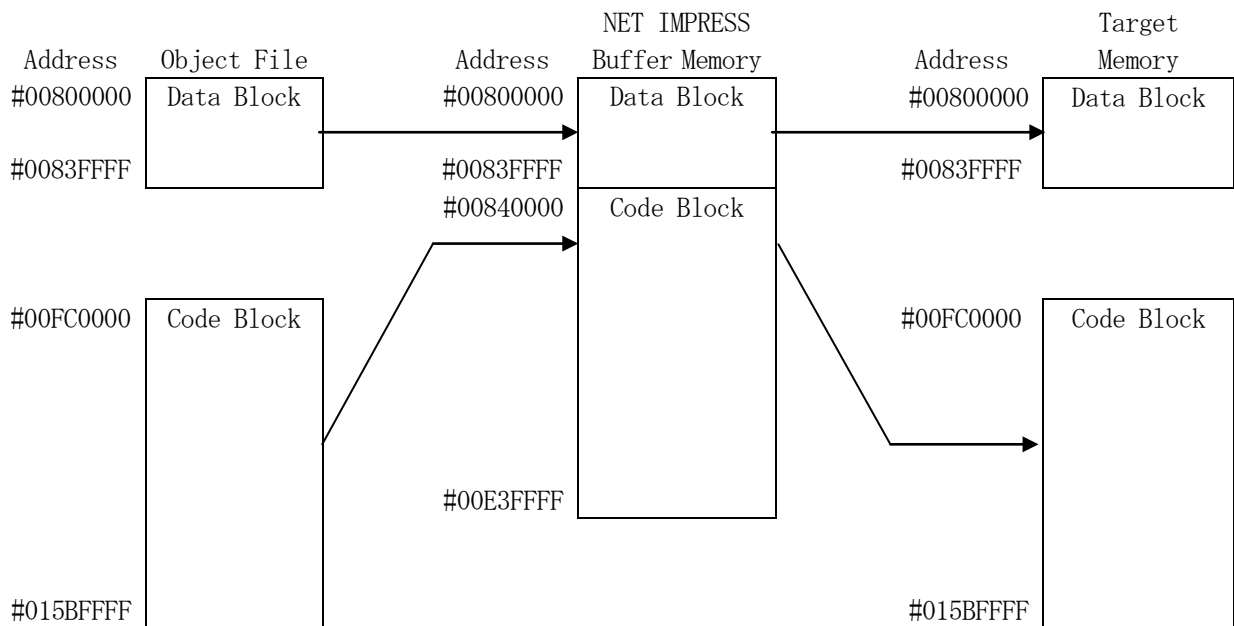 NET IMPRESS Target
Address Object File Address Buffer Memory Address Memory
#00800000 Data Block #00800000 Data Block #00800000 Data Block
#0083FFFF #0083FFFF #0083FFFF
#00840000 Code Block
#00FC0000 Code Block #00FC0000 Code Block
#00E3FFFF
#015BFFFF #015BFFFF